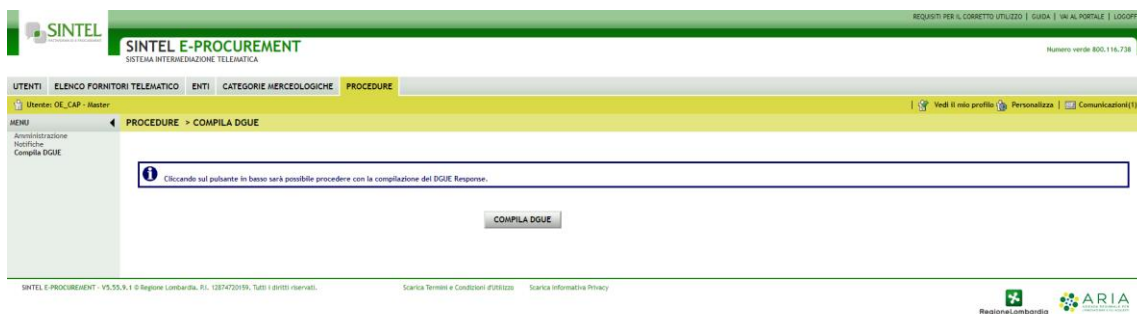 REQUISITI PER IL CORRETTO UTILIZZO | GUIDA | VAI AL PORTALE | LOGOFF
SINTEL
SINTEL E-PROCUREMENT
SISTEMA INTERMEDIAZIONE TELEMATICA
Numero verde 800.116.738
UTENTI ELENCO FORNITORI TELEMATICO ENTI CATEGORIE MERCEOLOGICHE PROCEDURE
Utente: OE_CAP - Master | Vedi il mio profilo Personalizza | Comunicazioni(1)
MENU PROCEDURE > COMPILA DGUE
Amministrazione
Notifiche
Compila DGUE
Cliccando sul pulsante in basso sarà possibile procedere con la compilazione del DGUE Response.
COMPILA DGUE
SINTEL E-PROCUREMENT - V5.55.9.1 © Regione Lombardia, P.I. 12874720159. Tutti i diritti riservati. Scarica Termini e Condizioni d'Utilizzo Scarica Informativa Privacy
RegioneLombardia
ARIA